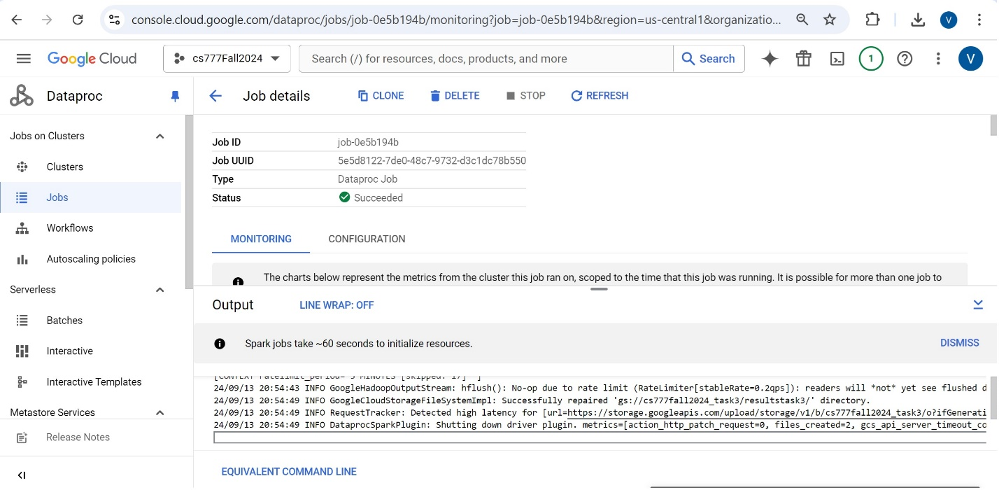 console.cloud.google.com/dataproc/jobs/job-0e5b194b/monitoring?job=job-0e5b194b&region=us-central1&organizatio...
V
Google Cloud
cs777Fall2024
Search (/) for resources, docs, products, and more
Search
1
V
Dataproc
Job details
CLONE
DELETE
STOP
REFRESH
Jobs on Clusters
Clusters
Jobs
Workflows
Autoscaling policies
Serverless
Batches
Interactive
Interactive Templates
Metastore Services
Release Notes
Job ID job-0e5b194b
Job UUID 5e5d8122-7de0-48c7-9732-d3c1dc78b550
Type Dataproc Job
Status Succeeded
MONITORING CONFIGURATION
The charts below represent the metrics from the cluster this job ran on, scoped to the time that this job was running. It is possible for more than one job to
Output LINE WRAP: OFF
Spark jobs take ~60 seconds to initialize resources. DISMISS
[CONTEXT ratelimit_period="5 MINUTES [skipped: 17]" ]
24/09/13 20:54:43 INFO GoogleHadoopOutputStream: hflush(): No-op due to rate limit (RateLimiter[stableRate=0.2qps]): readers will *not* yet see flushed d
24/09/13 20:54:49 INFO GoogleCloudStorageFileSystemImpl: Successfully repaired 'gs://cs777fall2024_task3/resultstask3/' directory.
24/09/13 20:54:49 INFO RequestTracker: Detected high latency for [url=https://storage.googleapis.com/upload/storage/v1/b/cs777fall2024_task3/o?ifGenerati
24/09/13 20:54:49 INFO DataprocSparkPlugin: Shutting down driver plugin. metrics=[action_http_patch_request=0, files_created=2, gcs_api_server_timeout_co
EQUIVALENT COMMAND LINE